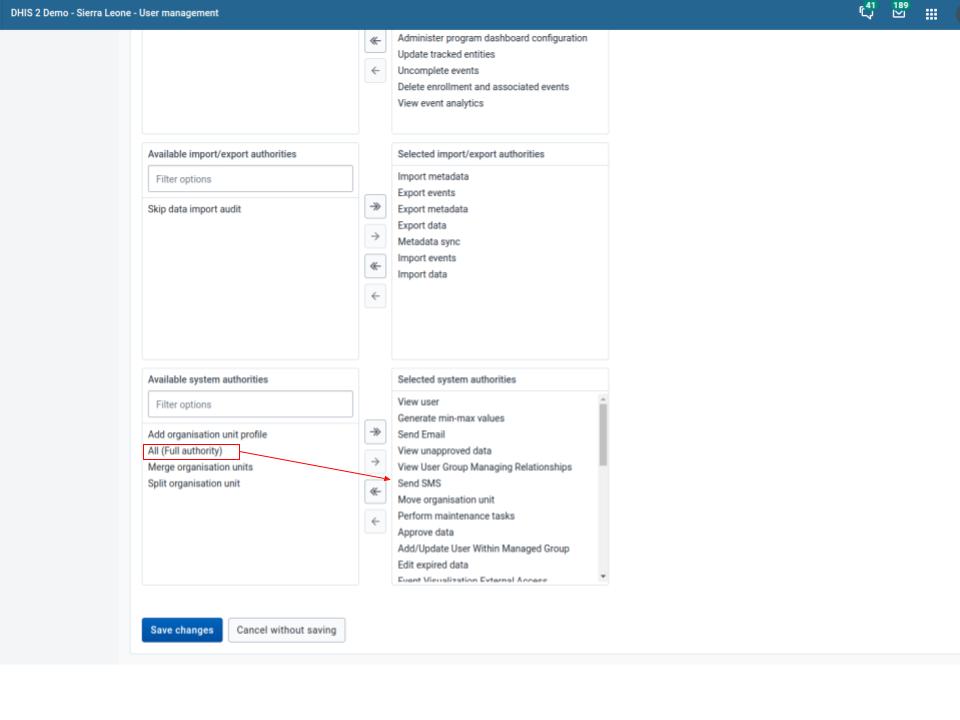 DHIS 2 Demo - Sierra Leone - User management
41
189
Administer program dashboard configuration
Update tracked entities
Uncomplete events
Delete enrollment and associated events
View event analytics
Available import/export authorities
Filter options
Skip data import audit
Selected import/export authorities
Import metadata
Export events
Export metadata
Export data
Metadata sync
Import events
Import data
Available system authorities
Filter options
Add organisation unit profile
All (Full authority)
Merge organisation units
Split organisation unit
Selected system authorities
View user
Generate min-max values
Send Email
View unapproved data
View User Group Managing Relationships
Send SMS
Move organisation unit
Perform maintenance tasks
Approve data
Add/Update User Within Managed Group
Edit expired data
Event Visualization External Access
Save changes
Cancel without saving